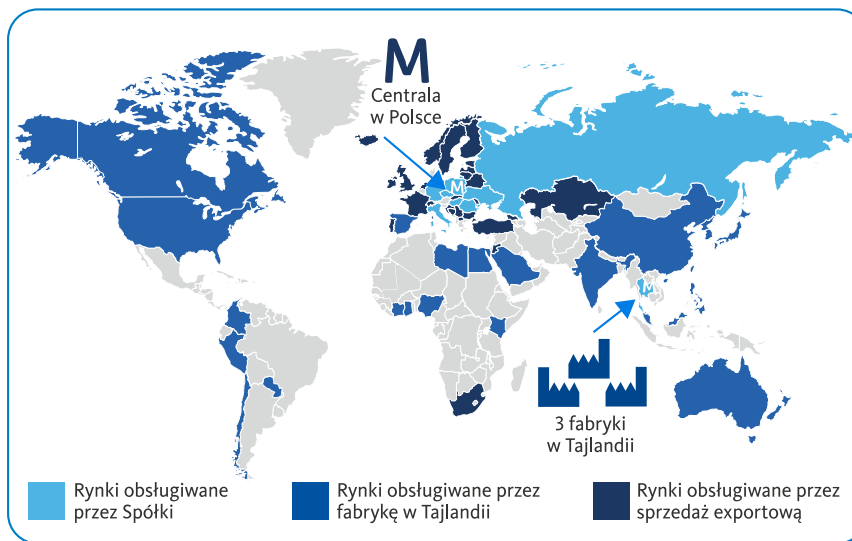 M
Centrala
w Polsce
M
M
3 fabryki
w Tajlandii
Rynki obsługiwane
przez Spółki
Rynki obsługiwane przez
fabrykę w Tajlandii
Rynki obsługiwane przez
sprzedaż exportową